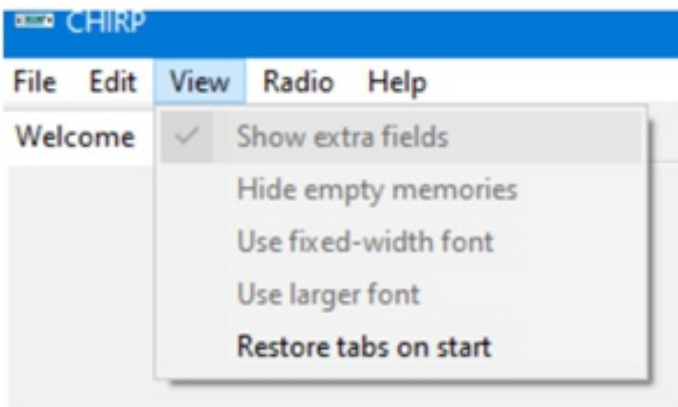 CHIRP
File Edit View Radio Help
Welcome
Show extra fields
Hide empty memories
Use fixed-width font
Use larger font
Restore tabs on start